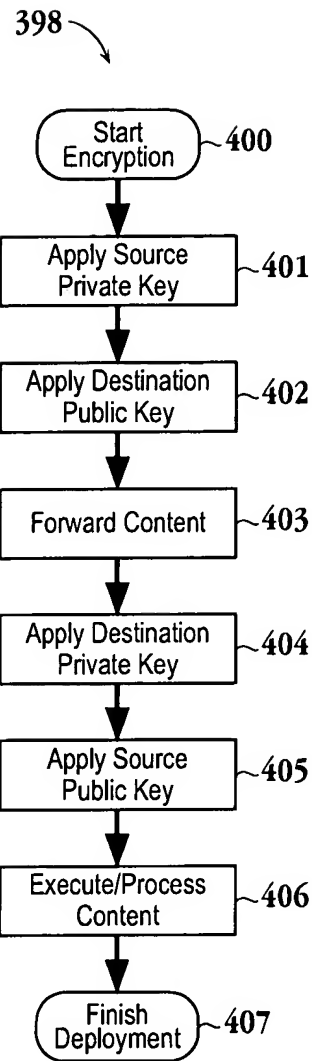 398
Start
Encryption
400
Apply Source
Private Key
401
Apply Destination
Public Key
402
Forward Content
403
Apply Destination
Private Key
404
Apply Source
Public Key
405
Execute/Process
Content
406
Finish
Deployment
407